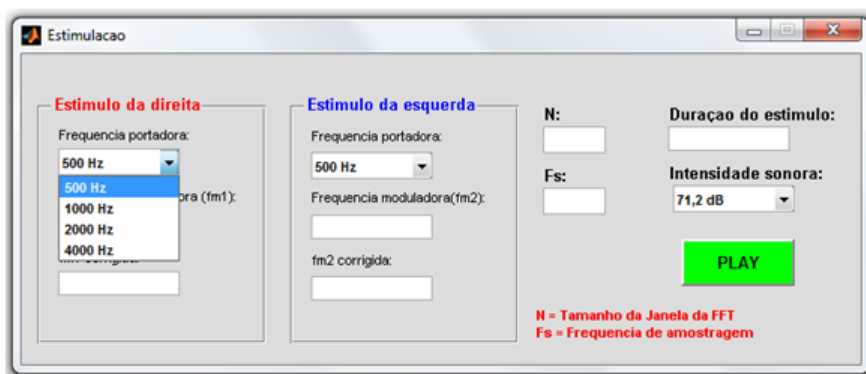 Estimulacao
Estimulo da direita
Frequencia portadora:
500 Hz
500 Hz
1000 Hz
2000 Hz
4000 Hz
(fm1):
Estimulo da esquerda
Frequencia portadora:
500 Hz
Frequencia moduladora(fm2):
fm2 corrigida:
N:
Fs:
Duraçao do estimulo:
Intensidade sonora:
71,2 dB
PLAY
N = Tamanho da Janela da FFT
Fs = Frequencia de amostragem